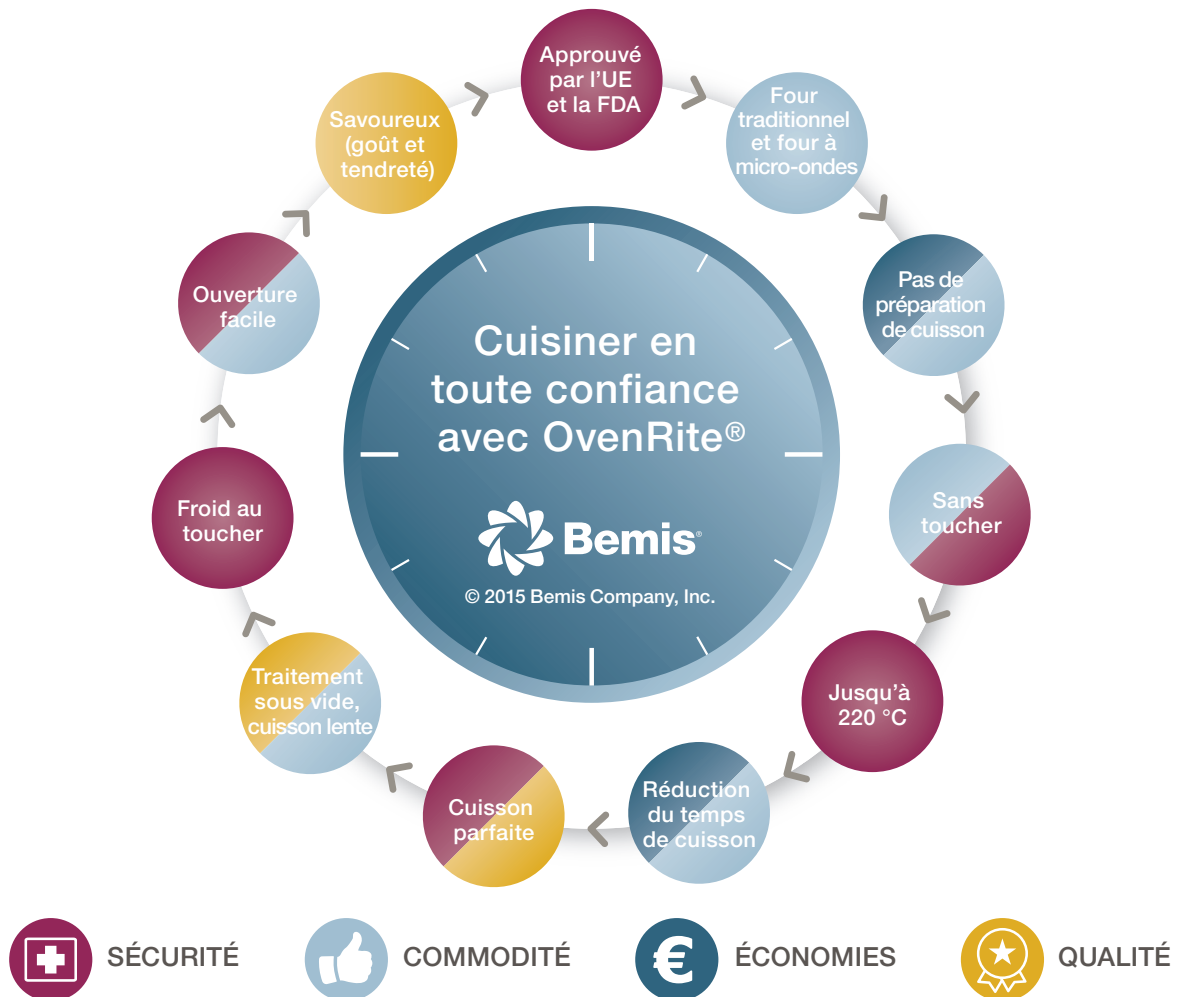 Approuvé
par l'UE
et la FDA
Four
traditionnel
et four à
micro-ondes
Pas de
préparation
de cuisson
Sans
toucher
Jusqu'à
220 °C
Réduction
du temps
de cuisson
Cuisson
parfaite
Traitement
sous vide,
cuisson lente
Froid au
toucher
Ouverture
facile
Savoureux
(goût et
tendreté)
Cuisiner en
toute confiance
avec OvenRite®
Bemis®
© 2015 Bemis Company, Inc.
SÉCURITÉ
COMMODITÉ
€
ÉCONOMIES
QUALITÉ